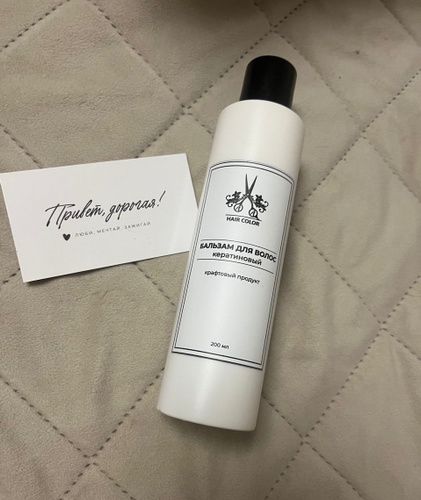 Привет, дорогая!
ЛЮБИ, МЕЧТАЙ, ЗАЖИГАЙ
HAIR COLOR
БАЛЬЗАМ ДЛЯ ВОЛОС
кератиновый
крафтовый продукт
200 мл